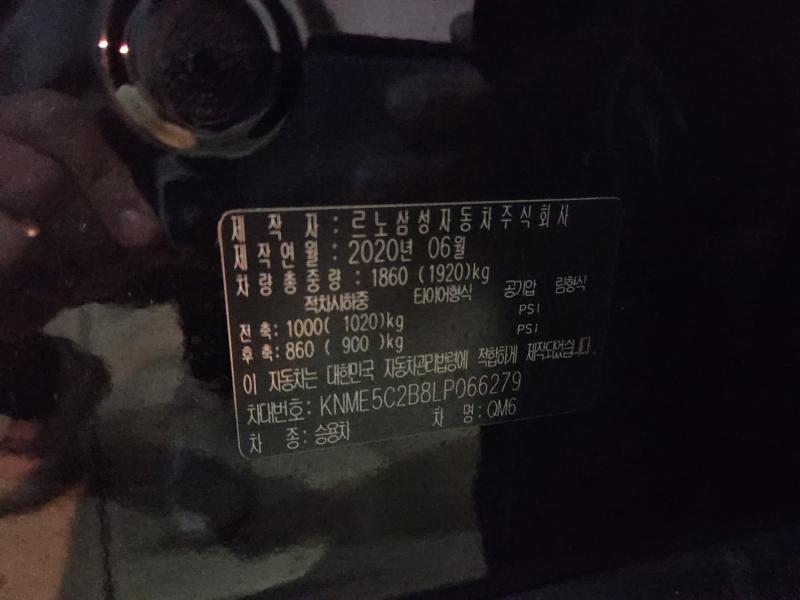 제 작 자 : 르노삼성자동차주식회사
제작연월 : 2020년 06월
차량총중량 : 1860 (1920)kg
적차시하중 타이어형식 공기압 림형식
전축: 1000( 1020)kg PSI
후축: 860 ( 900 )kg PSI
이 자동차는 대한민국 자동차관리법령에 적합하게 제작되었습니다.
차대번호: KNME5C2B8LP066279
차 종: 승용차 차 명: QM6